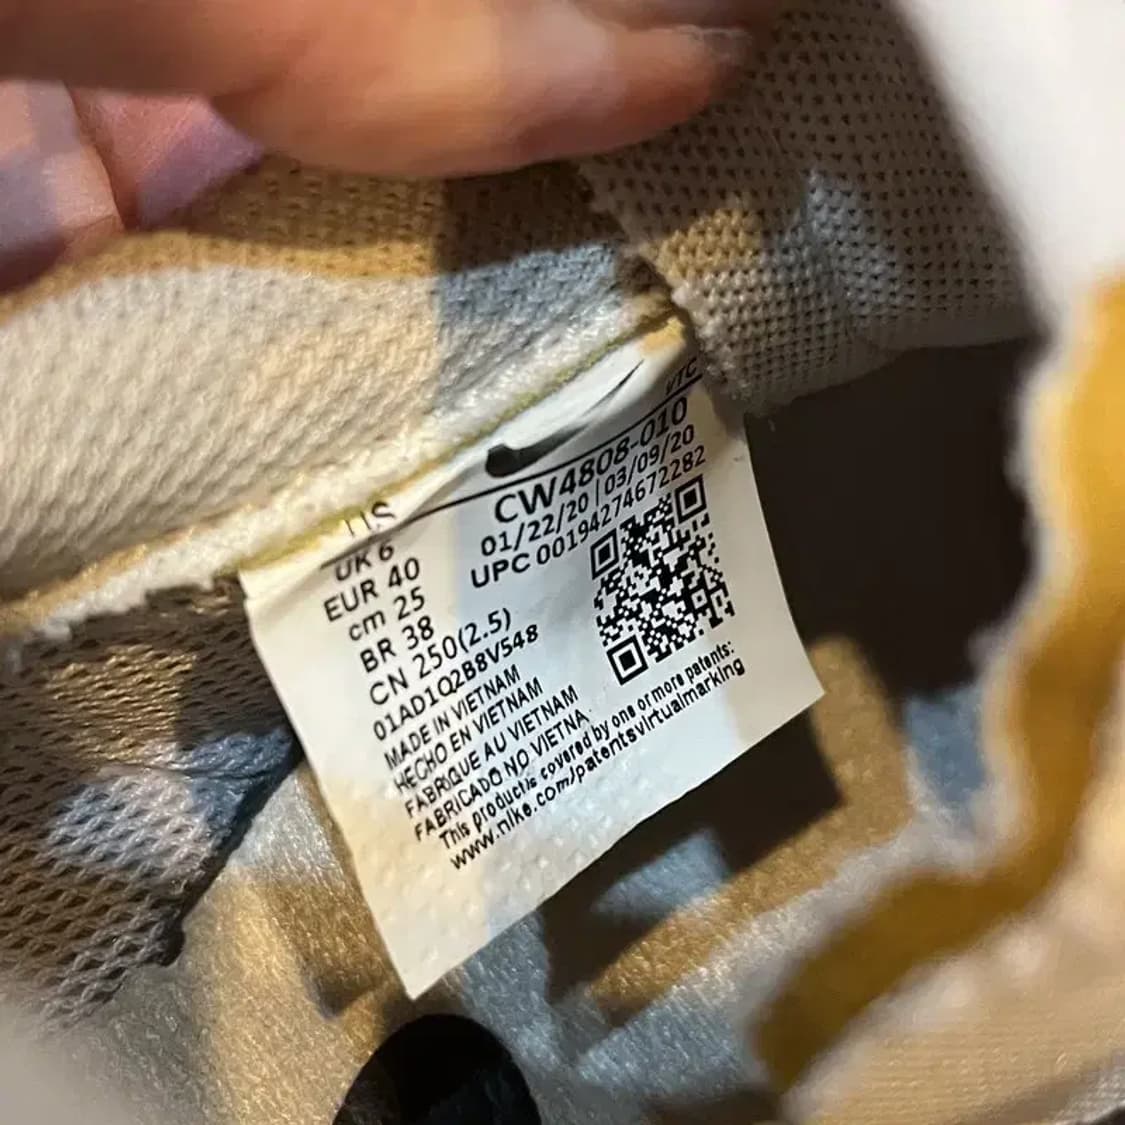 VTC
CW4808-010
01/22/20 | 03/09/20
UPC 00194274672282
US
UK 6
EUR 40
cm 25
BR 38
CN 250(2.5)
01AD1Q2B8V548
MADE IN VIETNAM
HECHO EN VIETNAM
FABRIQUE AU VIETNAM
FABRICADO NO VIETNA
This product is covered by one or more patents:
www.nike.com/patentsvirtualmarking